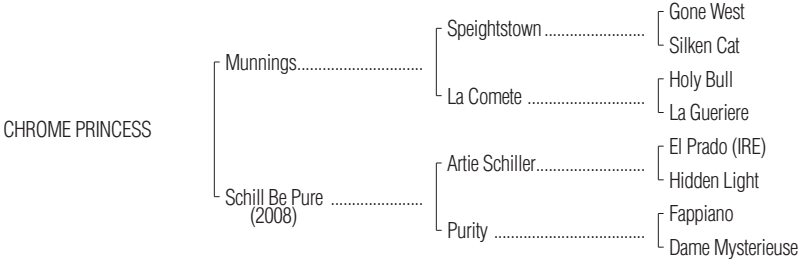 Gone West
Speightstown
Silken Cat
Munnings
Holy Bull
La Comete
La Gueriere
CHROME PRINCESS
El Prado (IRE)
Artie Schiller
Hidden Light
Schill Be Pure
(2008)
Fappiano
Purity
Dame Mysterieuse